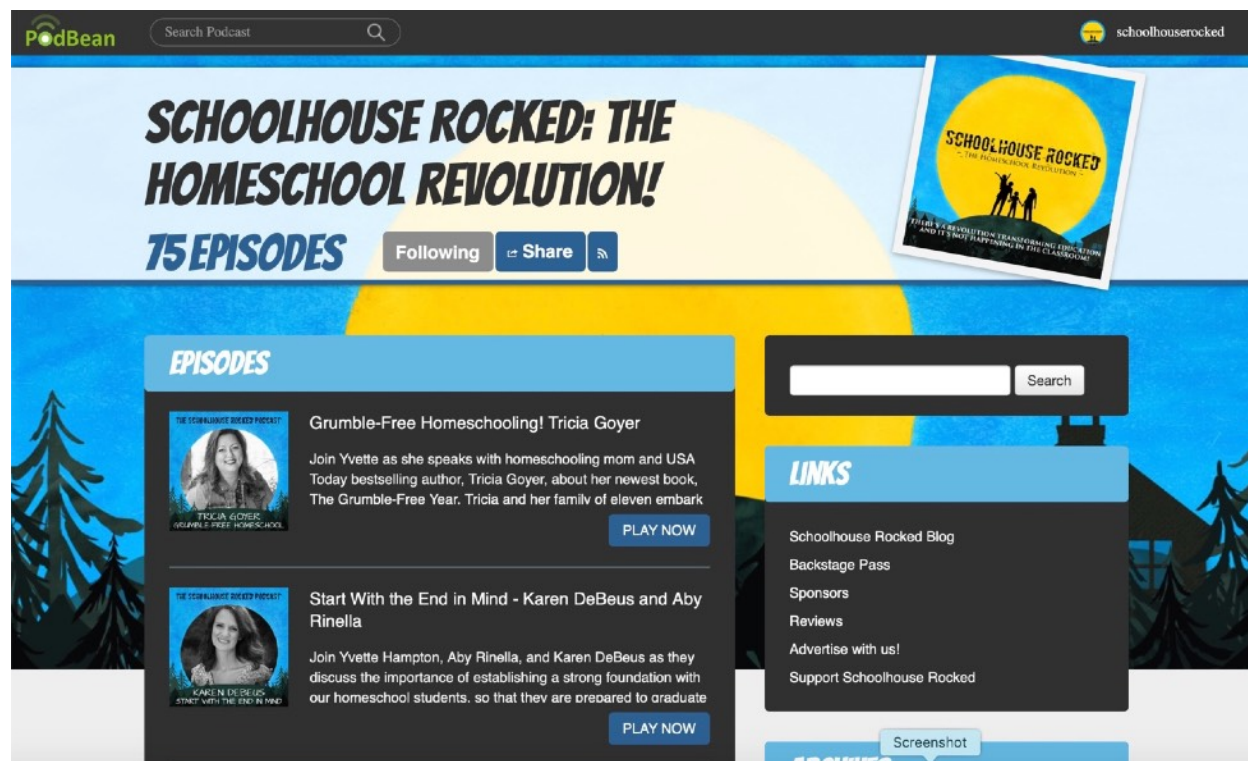 PodBean
Search Podcast
schoolhouserocked
SCHOOLHOUSE ROCKED: THE
HOMESCHOOL REVOLUTION!
75 EPISODES
Following
Share
SCHOOLHOUSE ROCKED
- THE HOMESCHOOL REVOLUTION -
THERE'S A REVOLUTION TRANSFORMING EDUCATION
AND IT'S NOT HAPPENING IN THE CLASSROOM!
EPISODES
THE SCHOOLHOUSE ROCKED PODCAST
TRICIA GOYER
GRUMBLE-FREE HOMESCHOOL
Grumble-Free Homeschooling! Tricia Goyer
Join Yvette as she speaks with homeschooling mom and USA
Today bestselling author, Tricia Goyer, about her newest book,
The Grumble-Free Year. Tricia and her family of eleven embark
PLAY NOW
THE SCHOOLHOUSE ROCKED PODCAST
KAREN DEBEUS
START WITH THE END IN MIND
Start With the End in Mind - Karen DeBeus and Aby
Rinella
Join Yvette Hampton, Aby Rinella, and Karen DeBeus as they
discuss the importance of establishing a strong foundation with
our homeschool students, so that they are prepared to graduate
PLAY NOW
Search
LINKS
Schoolhouse Rocked Blog
Backstage Pass
Sponsors
Reviews
Advertise with us!
Support Schoolhouse Rocked
Screenshot